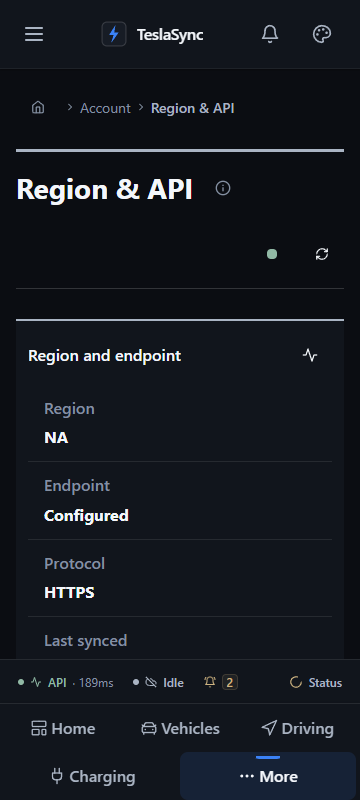 TeslaSync
Account Region & API
Region & API
Region and endpoint
Region
NA
Endpoint
Configured
Protocol
HTTPS
Last synced
API · 189ms Idle 2 Status
Home Vehicles Driving
Charging More